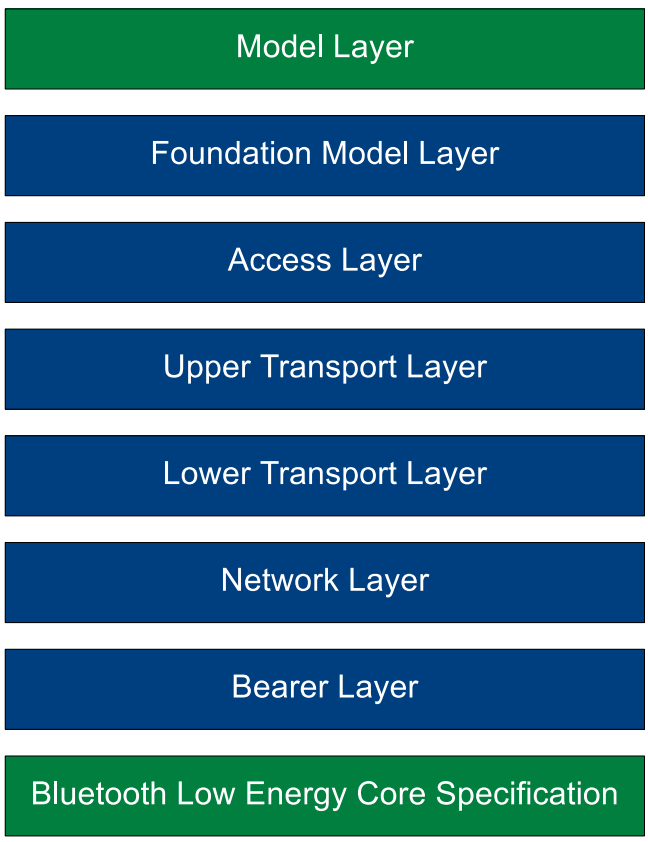 Model Layer
Foundation Model Layer
Access Layer
Upper Transport Layer
Lower Transport Layer
Network Layer
Bearer Layer
Bluetooth Low Energy Core Specification